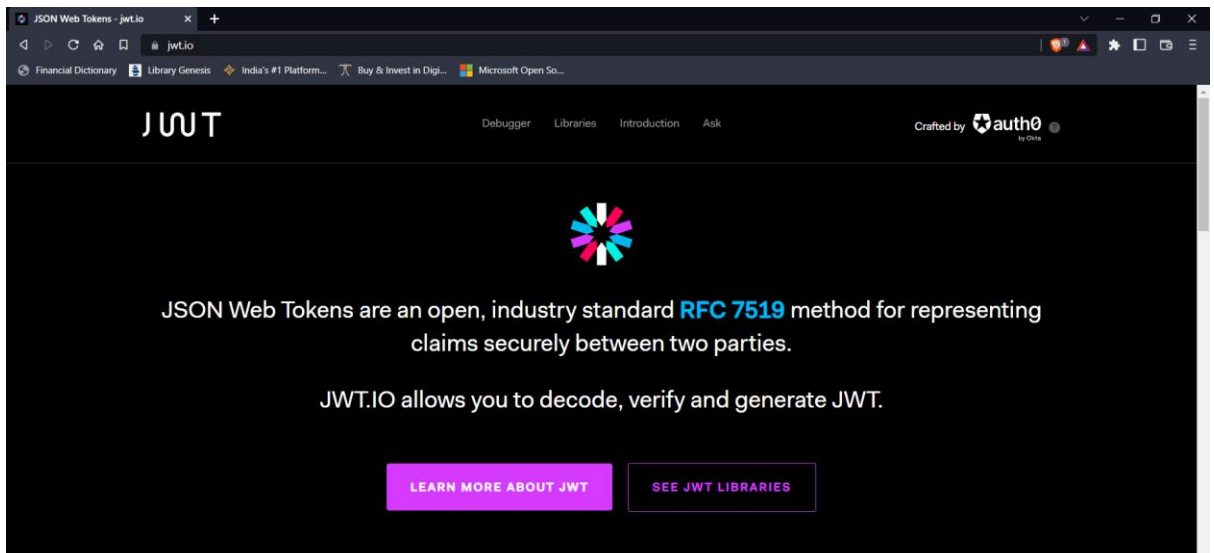 JSON Web Tokens - jwt.io
jwt.io
Financial Dictionary Library Genesis India's #1 Platform... Buy & Invest in Digi... Microsoft Open So...
JWT Debugger Libraries Introduction Ask Crafted by auth0
by Okta
JSON Web Tokens are an open, industry standard RFC 7519 method for representing
claims securely between two parties.
JWT.IO allows you to decode, verify and generate JWT.
LEARN MORE ABOUT JWT SEE JWT LIBRARIES